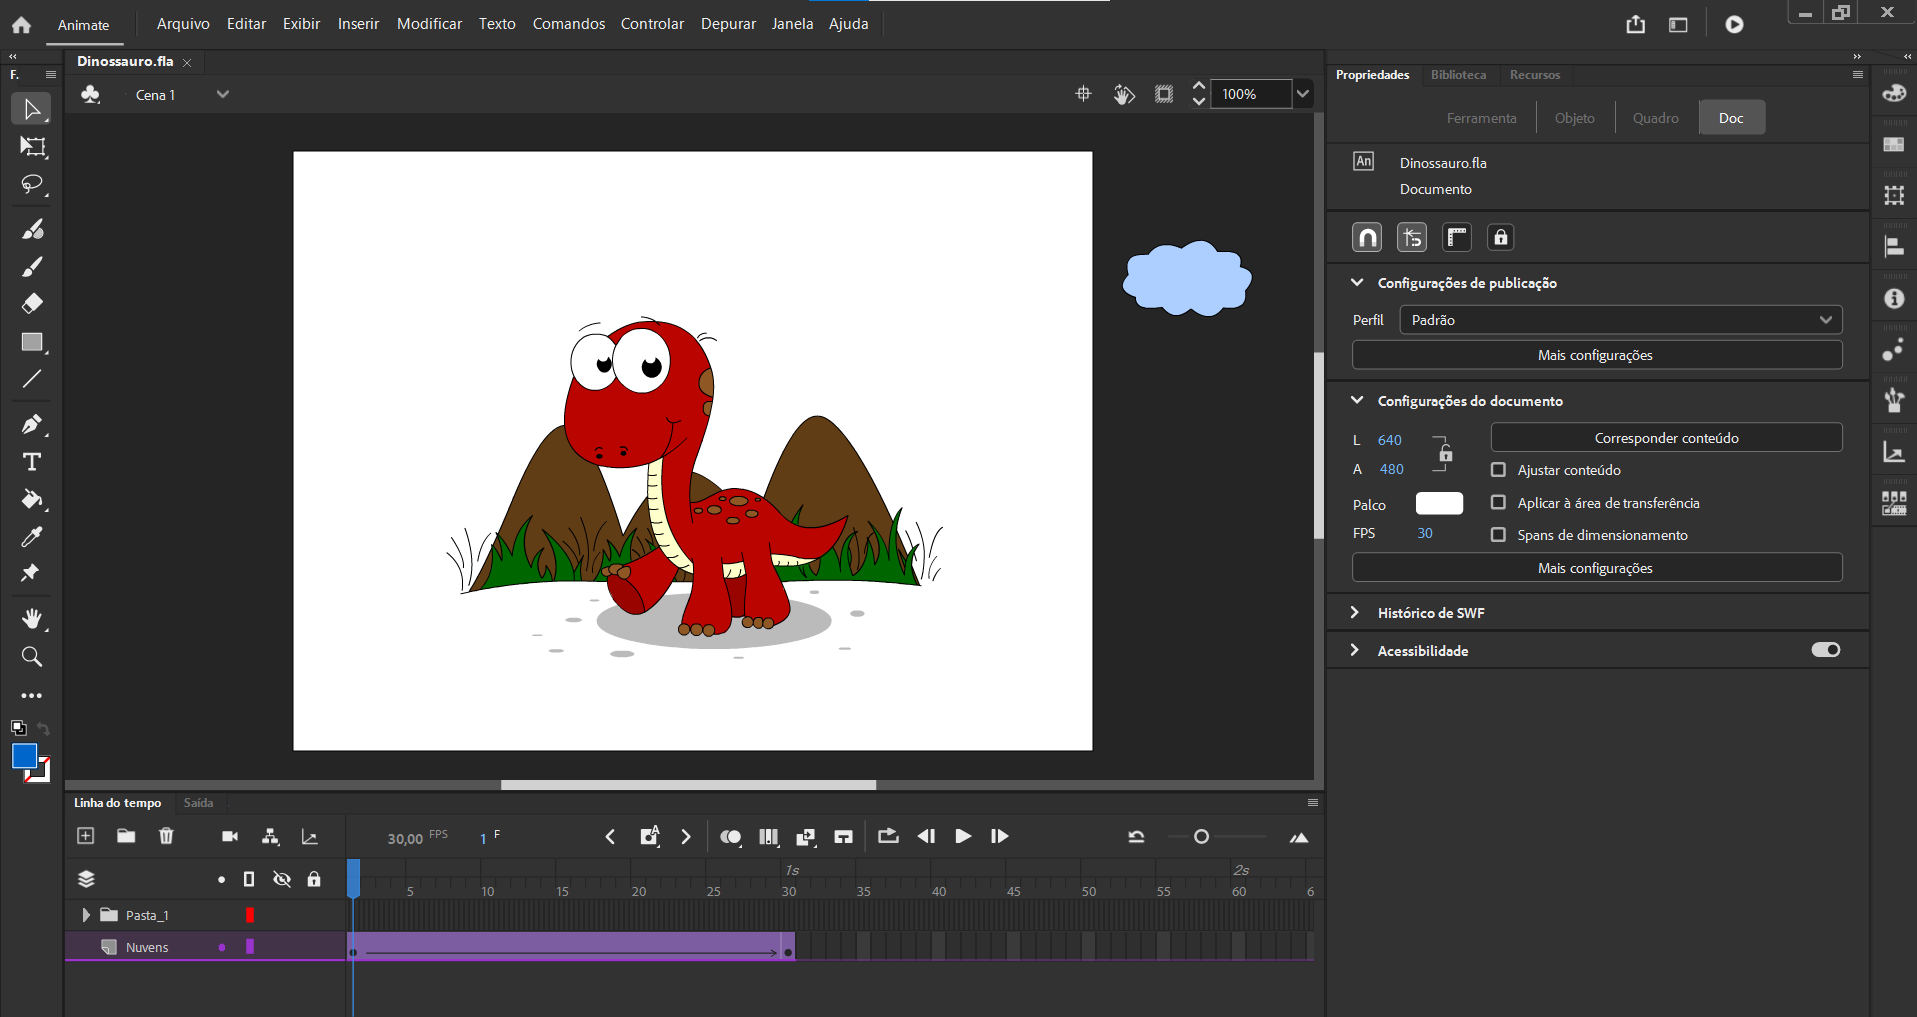 Animate Arquivo Editar Exibir Inserir Modificar Texto Comandos Controlar Depurar Janela Ajuda
F.
Dinossauro.fla
Cena 1
100%
Propriedades Biblioteca Recursos
Ferramenta Objeto Quadro Doc
An
Dinossauro.fla
Documento
Configurações de publicação
Perfil Padrão
Mais configurações
Configurações do documento
L 640
Corresponder conteúdo
A 480
Ajustar conteúdo
Palco
Aplicar à área de transferência
FPS 30
Spans de dimensionamento
Mais configurações
Histórico de SWF
Acessibilidade
Linha do tempo Saída
30,00 FPS 1 F
A
1s 2s
5 10 15 20 25 30 35 40 45 50 55 60 6
Pasta_1
Nuvens